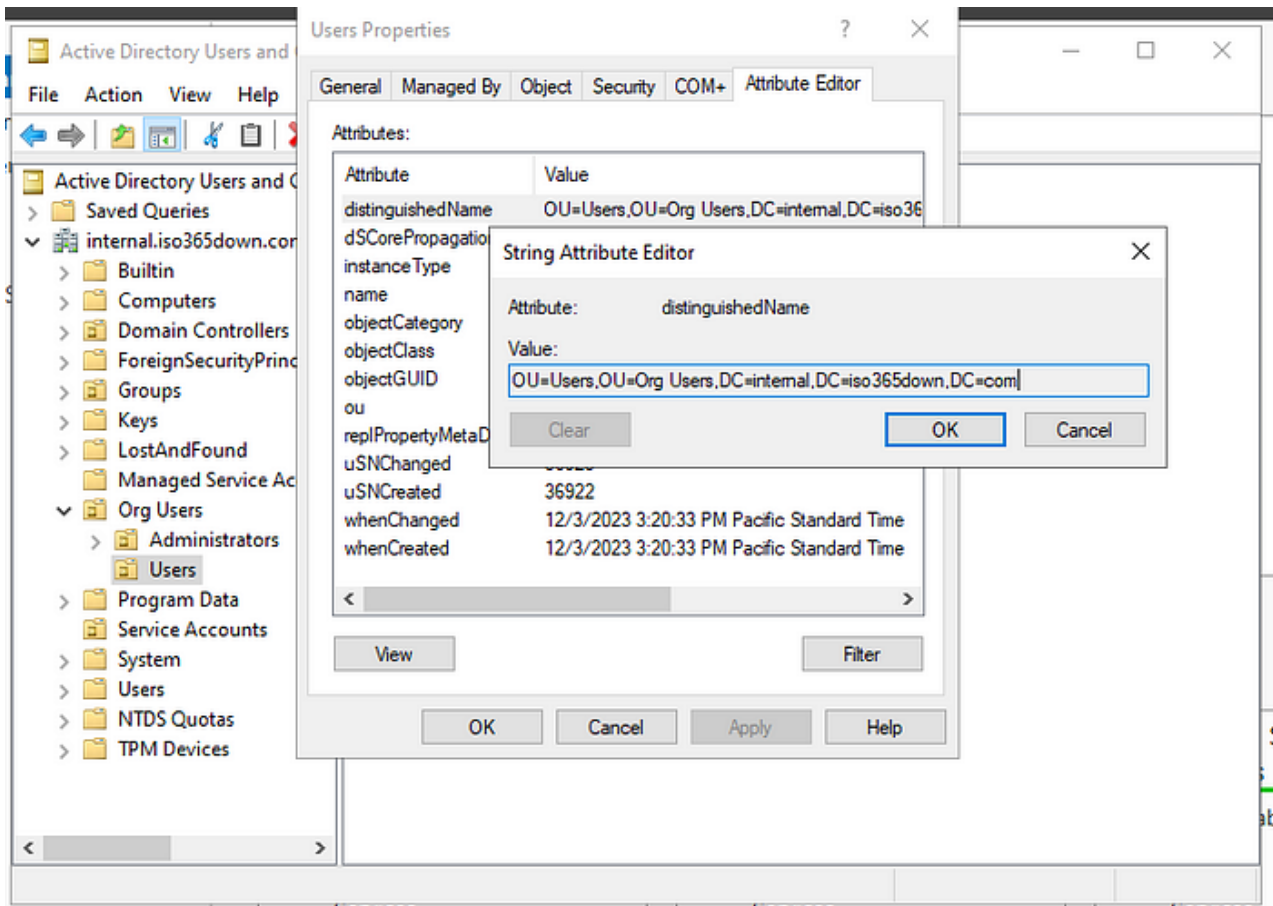 Users Properties
?
Active Directory Users and
File Action View Help
General Managed By Object Security COM+ Attribute Editor
Attributes:
Attribute Value
distinguishedName OU=Users,OU=Org Users,DC=internal,DC=iso36
dSCorePropagatio
instanceType
name
objectCategory
objectClass
objectGUID
ou
replPropertyMetaD
uSNChanged
uSNCreated 36922
whenChanged 12/3/2023 3:20:33 PM Pacific Standard Time
whenCreated 12/3/2023 3:20:33 PM Pacific Standard Time
String Attribute Editor
Attribute: distinguishedName
Value:
OU=Users,OU=Org Users,DC=internal,DC=iso365down,DC=com
Clear OK Cancel
View Filter
OK Cancel Apply Help
Active Directory Users and C
Saved Queries
internal.iso365down.cor
Builtin
Computers
Domain Controllers
ForeignSecurityPrinc
Groups
Keys
LostAndFound
Managed Service Ac
Org Users
Administrators
Users
Program Data
Service Accounts
System
Users
NTDS Quotas
TPM Devices